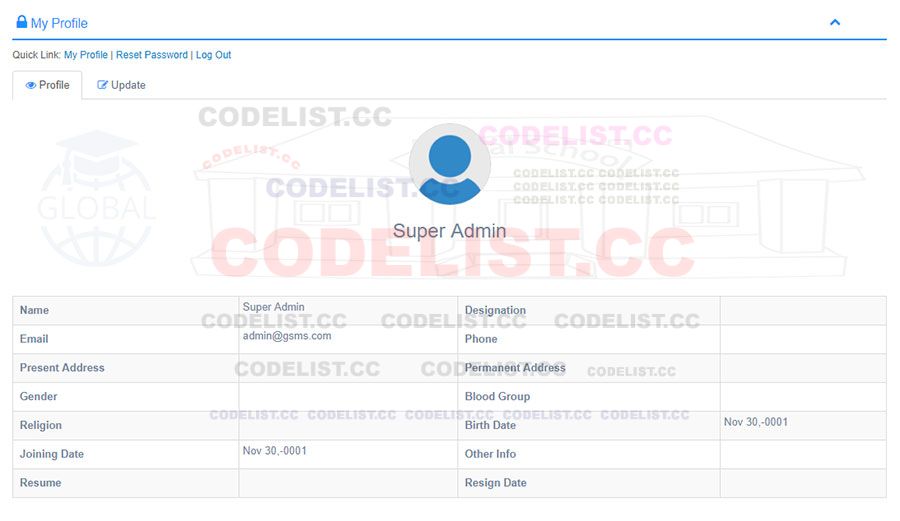 My Profile
Quick Link: My Profile | Reset Password | Log Out
Profile Update
CODELIST.CC
CODELIST.CC
CODELIST.CC
School
CODELIST.CC CODELIST.CC
CODELIST.CC
CODELIST.CC CODELIST.CC
CODELIST.CC CODELIST.CC
GLOBAL
Super Admin
CODELIST.CC
Name Super Admin Designation
CODELIST.CC CODELIST.CC CODELIST.CC
Email admin@gsms.com Phone
Present Address Permanent Address
CODELIST.CC CODELIST.CC CODELIST.CC
Gender Blood Group
CODELIST.CC CODELIST.CC CODELIST.CC CODELIST.CC CODELIST.CC
Religion Birth Date Nov 30,-0001
Joining Date Nov 30,-0001 Other Info
Resume Resign Date